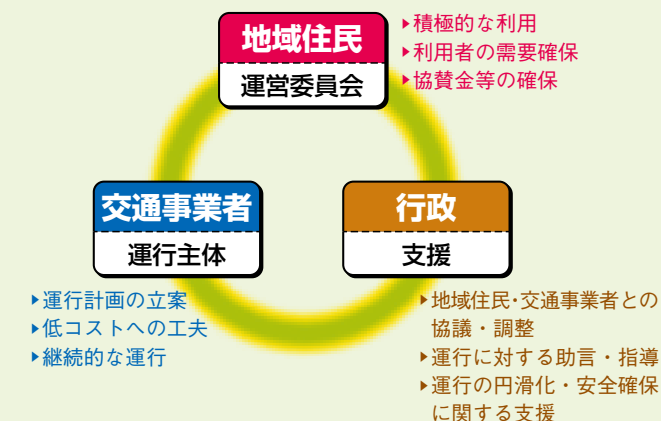 地域住民
運営委員会
▶積極的な利用
▶利用者の需要確保
▶協賛金等の確保
交通事業者
運行主体
▶運行計画の立案
▶低コストへの工夫
▶継続的な運行
行政
支援
▶地域住民・交通事業者との
協議・調整
▶運行に対する助言・指導
▶運行の円滑化・安全確保
に関する支援